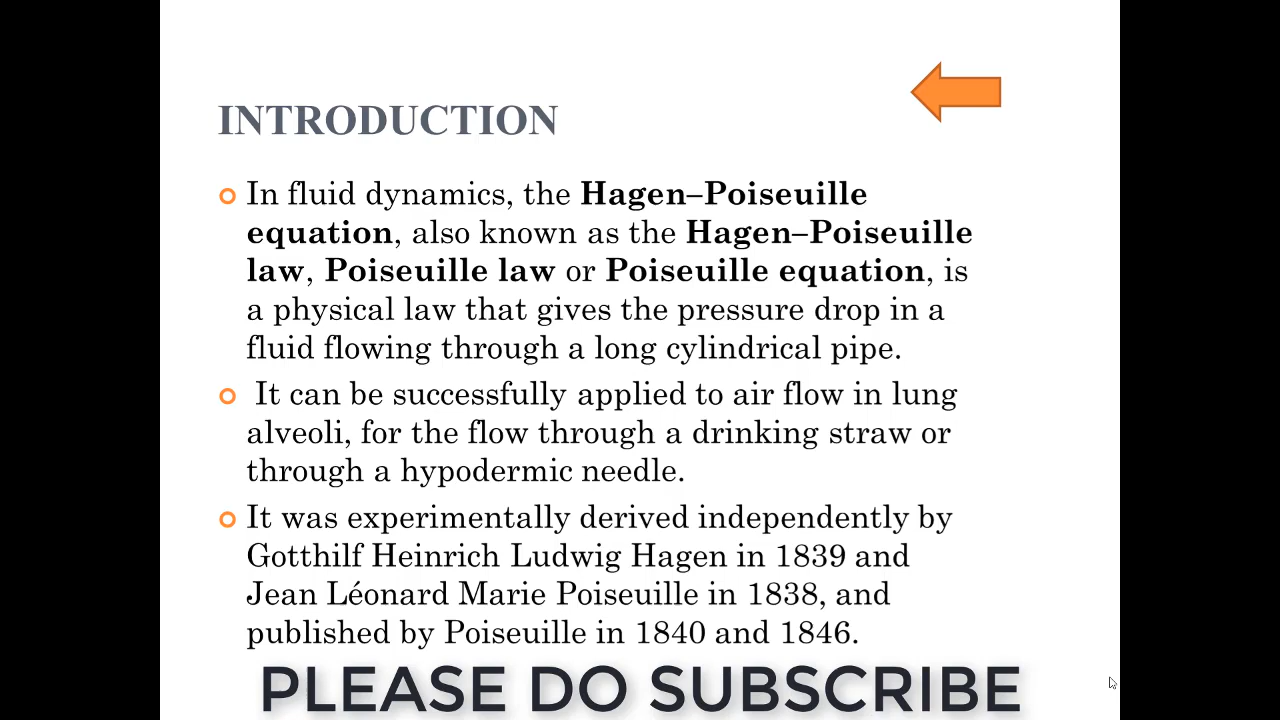 INTRODUCTION
In fluid dynamics, the Hagen–Poiseuille
equation, also known as the Hagen–Poiseuille
law, Poiseuille law or Poiseuille equation, is
a physical law that gives the pressure drop in a
fluid flowing through a long cylindrical pipe.
It can be successfully applied to air flow in lung
alveoli, for the flow through a drinking straw or
through a hypodermic needle.
It was experimentally derived independently by
Gotthilf Heinrich Ludwig Hagen in 1839 and
Jean Léonard Marie Poiseuille in 1838, and
published by Poiseuille in 1840 and 1846.
PLEASE DO SUBSCRIBE